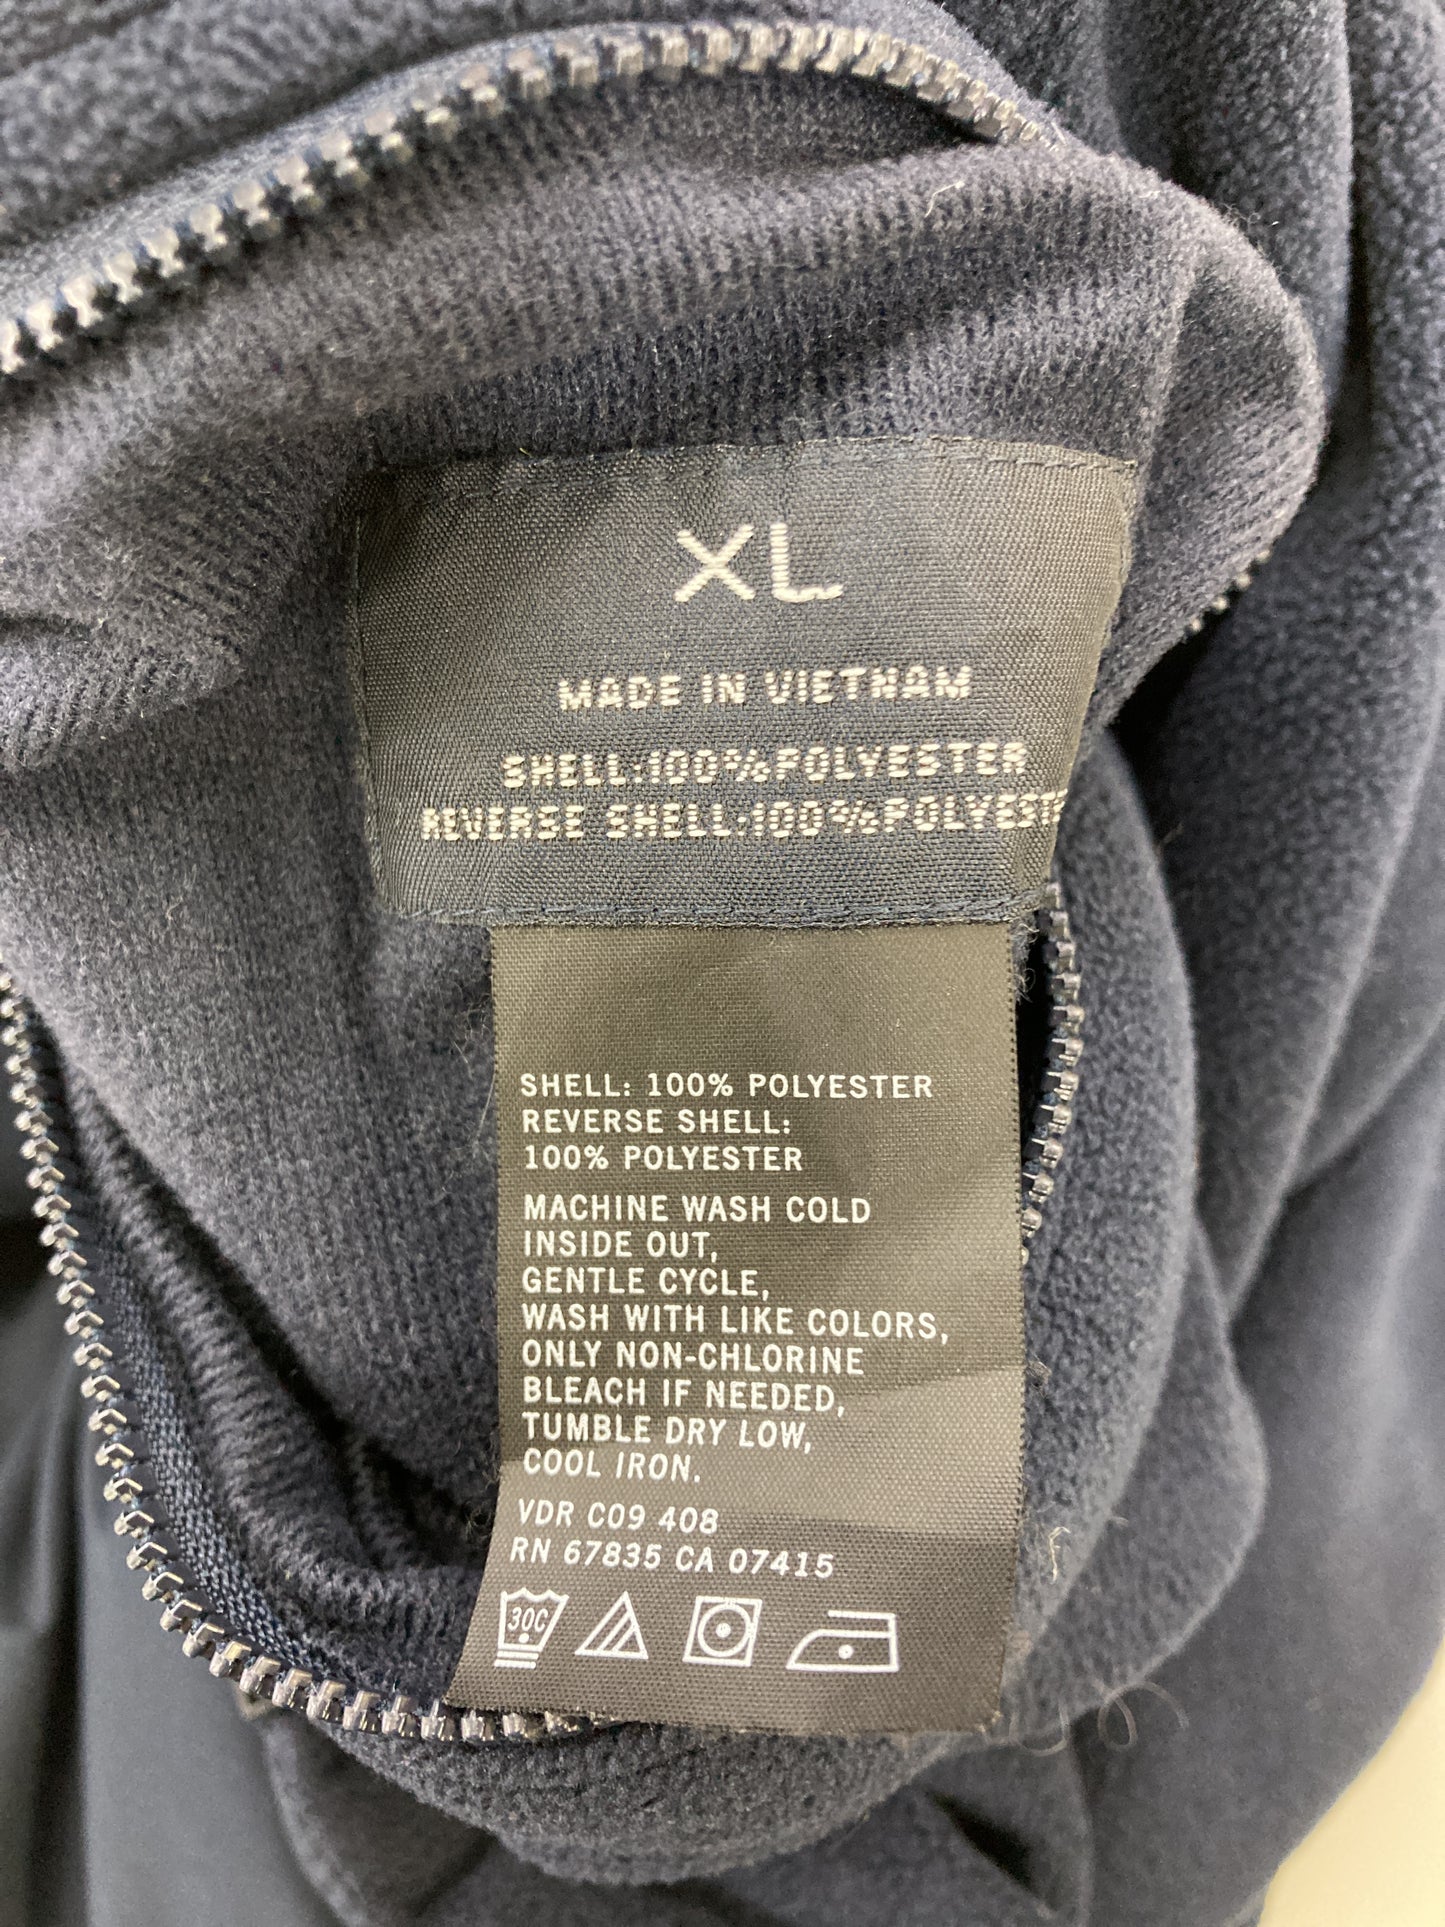 XL
MADE IN VIETNAM
SHELL:100%POLYESTER
REVERSE SHELL:100%POLYESTE
SHELL: 100% POLYESTER
REVERSE SHELL:
100% POLYESTER
MACHINE WASH COLD
INSIDE OUT,
GENTLE CYCLE,
WASH WITH LIKE COLORS,
ONLY NON-CHLORINE
BLEACH IF NEEDED,
TUMBLE DRY LOW,
COOL IRON.
VDR C09 408
RN 67835 CA 07415
30C